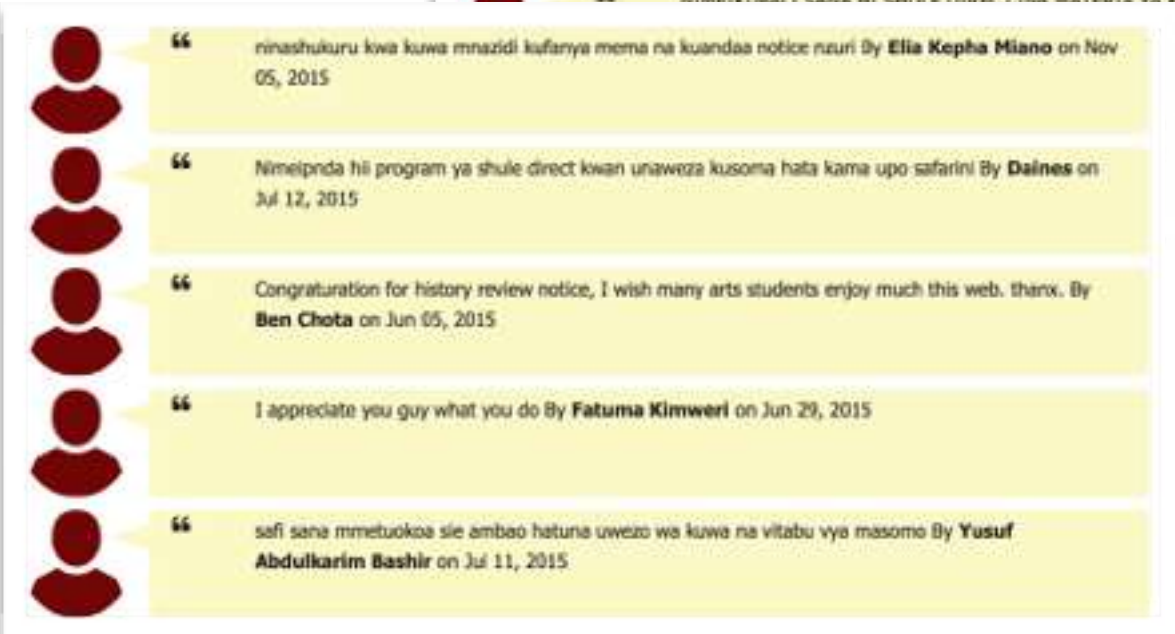 “ ninashukuru kwa kuwa mnazidi kufanya mema na kuandaa notice nzuri By Elia Kepha Miano on Nov
05, 2015
“ Nimeipnda hii program ya shule direct kwan unaweza kusoma hata kama upo safarini By Daines on
Jul 12, 2015
“ Congraturation for history review notice, I wish many arts students enjoy much this web. thanx. By
Ben Chota on Jun 05, 2015
“ I appreciate you guy what you do By Fatuma Kimweri on Jun 29, 2015
“ safi sana mmetuokoa sie ambao hatuna uwezo wa kuwa na vitabu vya masomo By Yusuf
Abdulkarim Bashir on Jul 11, 2015